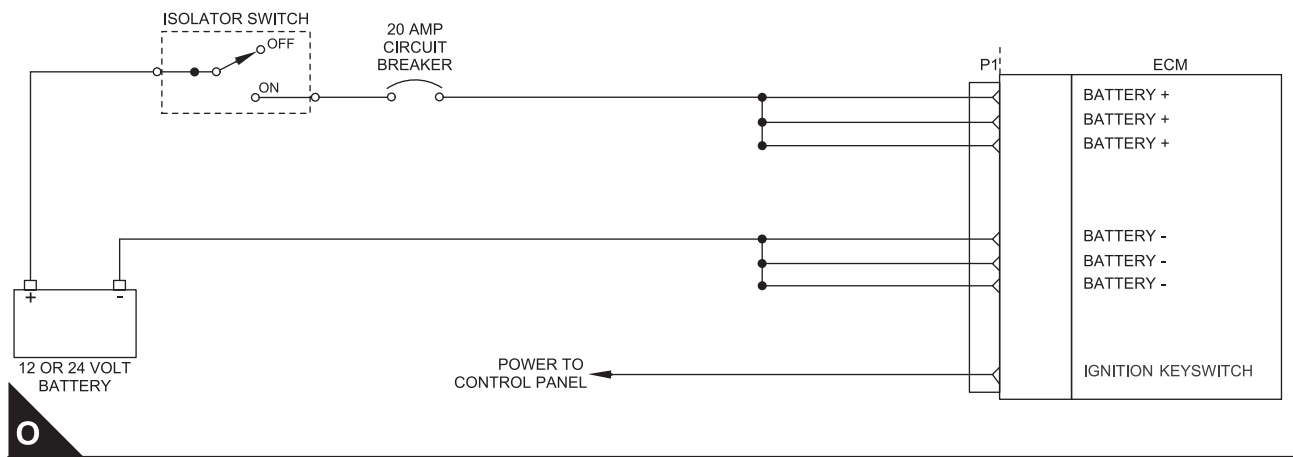 ISOLATOR SWITCH
OFF
ON
20 AMP
CIRCUIT
BREAKER
P1
ECM
BATTERY +
BATTERY +
BATTERY +
BATTERY -
BATTERY -
BATTERY -
+ -
12 OR 24 VOLT
BATTERY
POWER TO
CONTROL PANEL
IGNITION KEYSWITCH
O